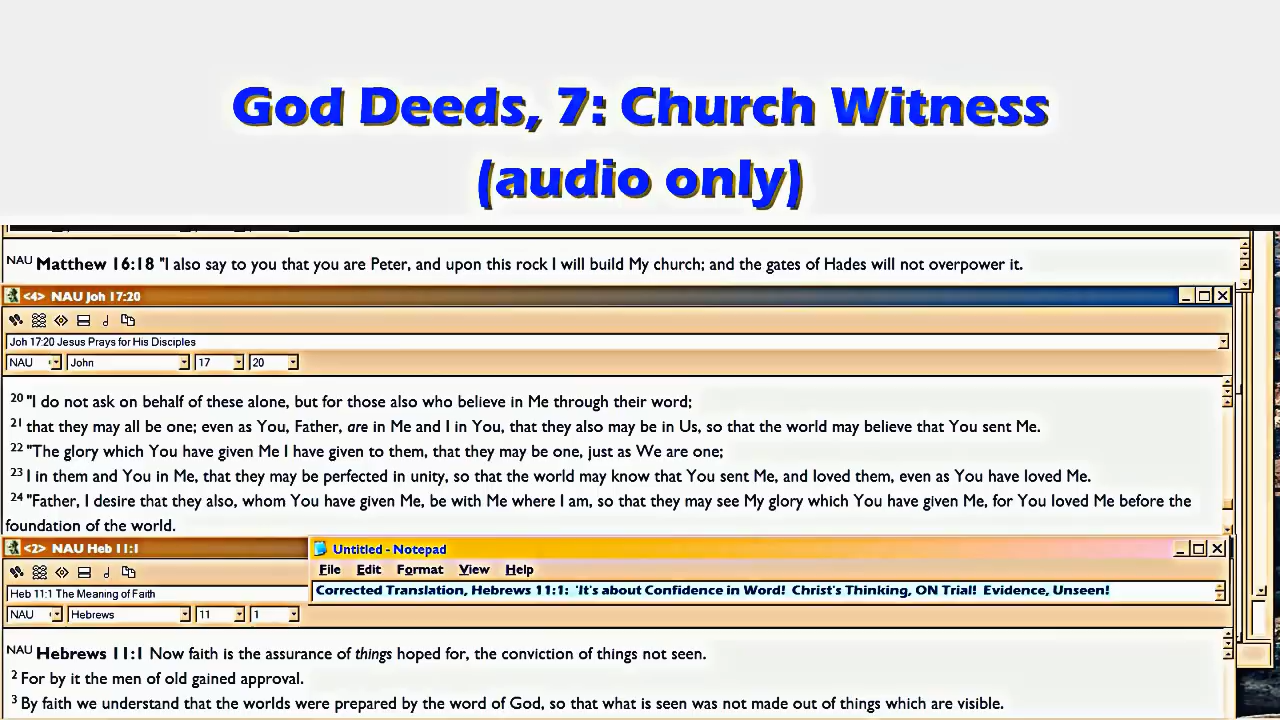 God Deeds, 7: Church Witness
(audio only)
NAU Matthew 16:18 "I also say to you that you are Peter, and upon this rock I will build My church; and the gates of Hades will not overpower it.
<4> NAU Joh 17:20
Joh 17:20 Jesus Prays for His Disciples
NAU John 17 20
20 "I do not ask on behalf of these alone, but for those also who believe in Me through their word;
21 that they may all be one; even as You, Father, are in Me and I in You, that they also may be in Us, so that the world may believe that You sent Me.
22 "The glory which You have given Me I have given to them, that they may be one, just as We are one;
23 I in them and You in Me, that they may be perfected in unity, so that the world may know that You sent Me, and loved them, even as You have loved Me.
24 "Father, I desire that they also, whom You have given Me, be with Me where I am, so that they may see My glory which You have given Me, for You loved Me before the
foundation of the world.
<2> NAU Heb 11:1
Untitled - Notepad
File Edit Format View Help
Corrected Translation, Hebrews 11:1: 'It's about Confidence in Word! Christ's Thinking, ON Trial! Evidence, Unseen!
Heb 11:1 The Meaning of Faith
NAU Hebrews 11 1
NAU Hebrews 11:1 Now faith is the assurance of things hoped for, the conviction of things not seen.
2 For by it the men of old gained approval.
3 By faith we understand that the worlds were prepared by the word of God, so that what is seen was not made out of things which are visible.